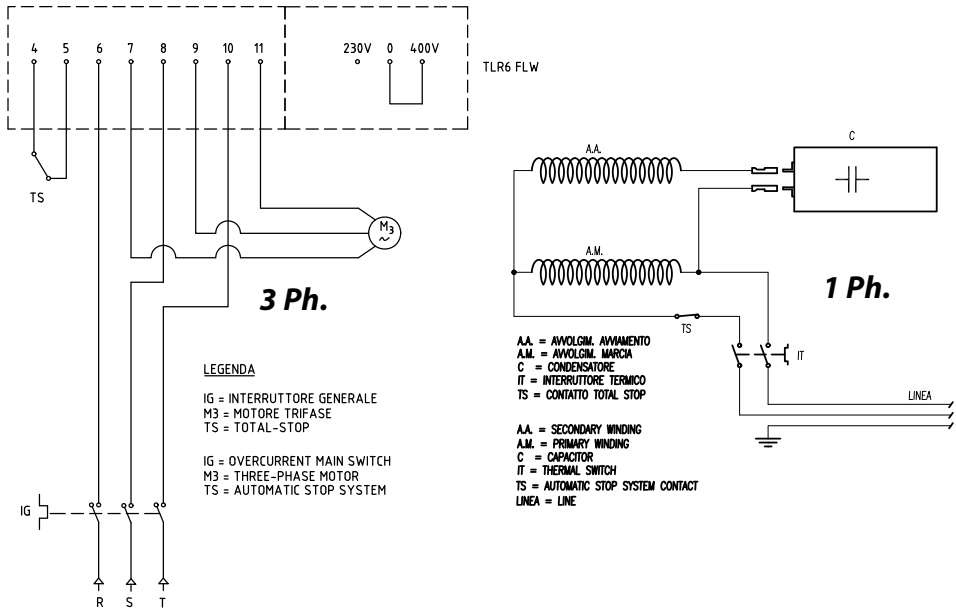 4 5 6 7 8 9 10 11 230V 0 400V
TLR6 FLW
TS
M3
~
3 Ph.
LEGENDA
IG = INTERRUTTORE GENERALE
M3 = MOTORE TRIFASE
TS = TOTAL-STOP
IG = OVERCURRENT MAIN SWITCH
M3 = THREE-PHASE MOTOR
TS = AUTOMATIC STOP SYSTEM
IG
R S T
C
A.A.
A.M.
1 Ph.
TS
IT
LINEA
A.A. = AVVOLGIM. AVVIAMENTO
A.M. = AVVOLGIM. MARCIA
C = CONDENSATORE
IT = INTERRUTTORE TERMICO
TS = CONTATTO TOTAL STOP
A.A. = SECONDARY WINDING
A.M. = PRIMARY WINDING
C = CAPACITOR
IT = THERMAL SWITCH
TS = AUTOMATIC STOP SYSTEM CONTACT
LINEA = LINE